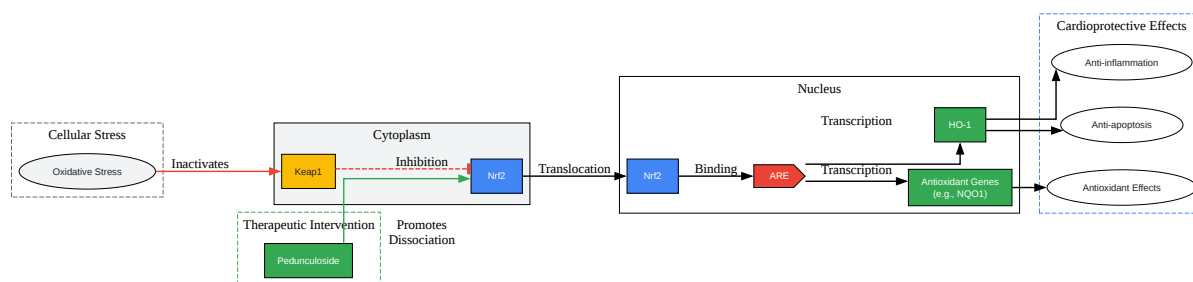 Cellular Stress
Oxidative Stress
Inactivates
Cytoplasm
Keap1
Inhibition
Nrf2
Therapeutic Intervention
Pedunculoside
Promotes
Dissociation
Translocation
Nucleus
Nrf2
Binding
ARE
Transcription
HO-1
Transcription
Antioxidant Genes
(e.g., NQO1)
Cardioprotective Effects
Anti-inflammation
Anti-apoptosis
Antioxidant Effects